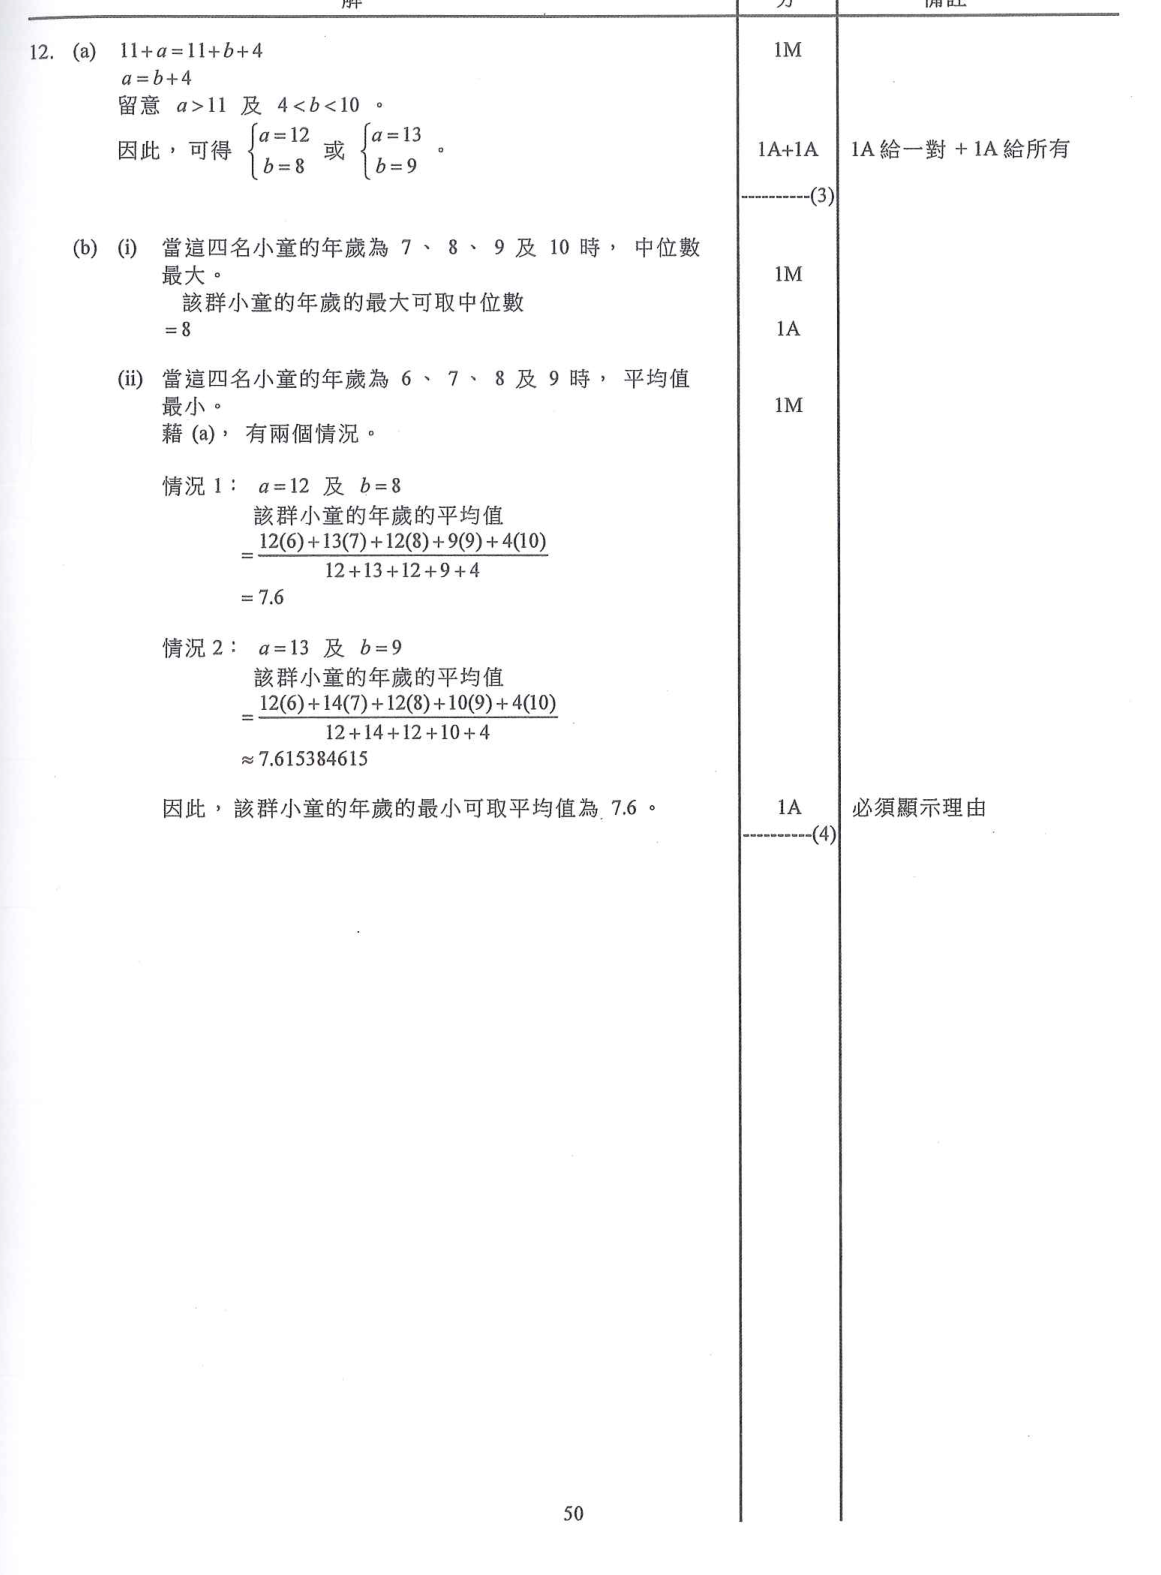 解 分 備註
12. (a) 11+a=11+b+4 1M
a=b+4
留意 a>11 及 4<b<10 。
因此，可得 {a=12 b=8 或 {a=13 b=9 。 1A+1A 1A 給一對 + 1A 給所有
----------(3)
(b) (i) 當這四名小童的年歲為 7 、 8 、 9 及 10 時， 中位數
最大。 1M
該群小童的年歲的最大可取中位數
=8 1A
(ii) 當這四名小童的年歲為 6 、 7 、 8 及 9 時， 平均值
最小。 1M
藉 (a)， 有兩個情況。
情況 1： a=12 及 b=8
該群小童的年歲的平均值
= 12(6)+13(7)+12(8)+9(9)+4(10)
12+13+12+9+4
=7.6
情況 2： a=13 及 b=9
該群小童的年歲的平均值
= 12(6)+14(7)+12(8)+10(9)+4(10)
12+14+12+10+4
≈7.615384615
因此，該群小童的年歲的最小可取平均值為 7.6 。 1A 必須顯示理由
----------(4)
50